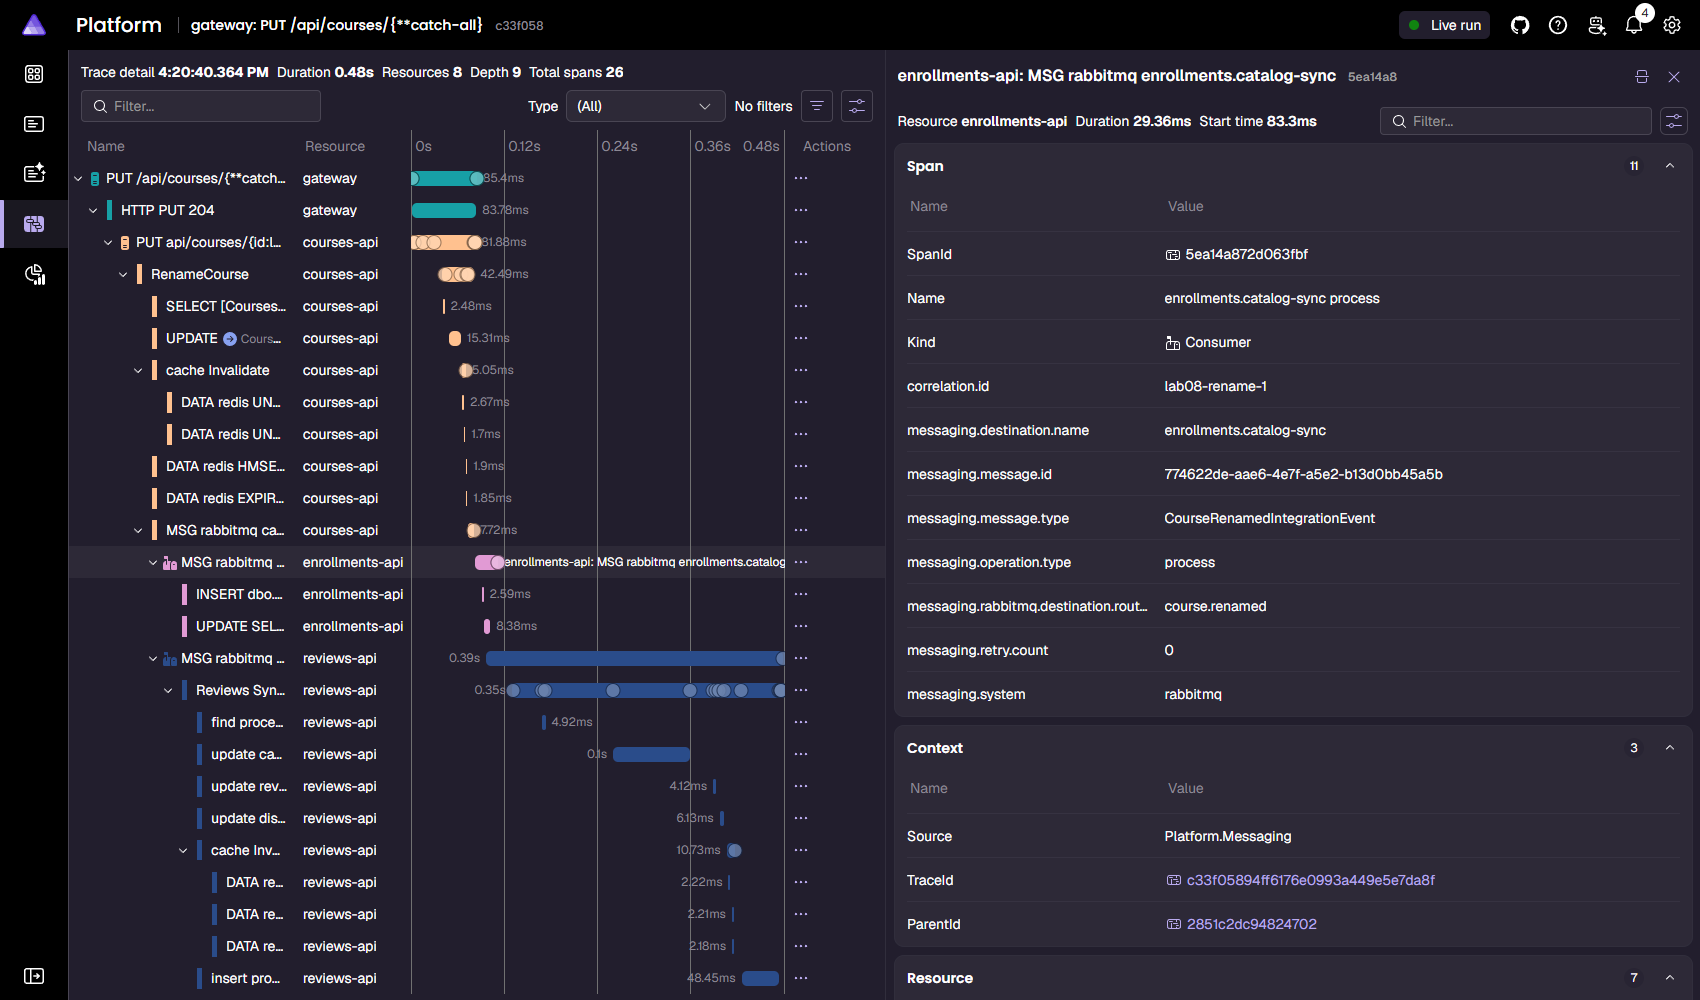 Platform
gateway: PUT /api/courses/{**catch-all} c33f058
Live run
4
Trace detail 4:20:40.364 PM Duration 0.48s Resources 8 Depth 9 Total spans 26
Filter...
Type (All) No filters
Name Resource 0s 0.12s 0.24s 0.36s 0.48s Actions
PUT /api/courses/{**catch... gateway 85.4ms
HTTP PUT 204 gateway 83.78ms
PUT api/courses/{id:l... courses-api 81.88ms
RenameCourse courses-api 42.49ms
SELECT [Courses... courses-api 2.48ms
UPDATE Cours... courses-api 15.31ms
cache Invalidate courses-api 5.05ms
DATA redis UN... courses-api 2.67ms
DATA redis UN... courses-api 1.7ms
DATA redis HMSE... courses-api 1.9ms
DATA redis EXPIR... courses-api 1.85ms
MSG rabbitmq ca... courses-api 7.72ms
MSG rabbitmq ... enrollments-api enrollments-api: MSG rabbitmq enrollments.catalog
INSERT dbo.... enrollments-api 2.59ms
UPDATE SEL... enrollments-api 8.38ms
MSG rabbitmq ... reviews-api 0.39s
Reviews Syn... reviews-api 0.35s
find proce... reviews-api 4.92ms
update ca... reviews-api 0.1s
update rev... reviews-api 4.12ms
update dis... reviews-api 6.13ms
cache Inv... reviews-api 10.73ms
DATA re... reviews-api 2.22ms
DATA re... reviews-api 2.21ms
DATA re... reviews-api 2.18ms
insert pro... reviews-api 48.45ms
enrollments-api: MSG rabbitmq enrollments.catalog-sync 5ea14a8
Resource enrollments-api Duration 29.36ms Start time 83.3ms
Filter...
Span 11
Name Value
SpanId 5ea14a872d063fbf
Name enrollments.catalog-sync process
Kind Consumer
correlation.id lab08-rename-1
messaging.destination.name enrollments.catalog-sync
messaging.message.id 774622de-aae6-4e7f-a5e2-b13d0bb45a5b
messaging.message.type CourseRenamedIntegrationEvent
messaging.operation.type process
messaging.rabbitmq.destination.rout... course.renamed
messaging.retry.count 0
messaging.system rabbitmq
Context 3
Name Value
Source Platform.Messaging
TraceId c33f05894ff6176e0993a449e5e7da8f
ParentId 2851c2dc94824702
Resource 7